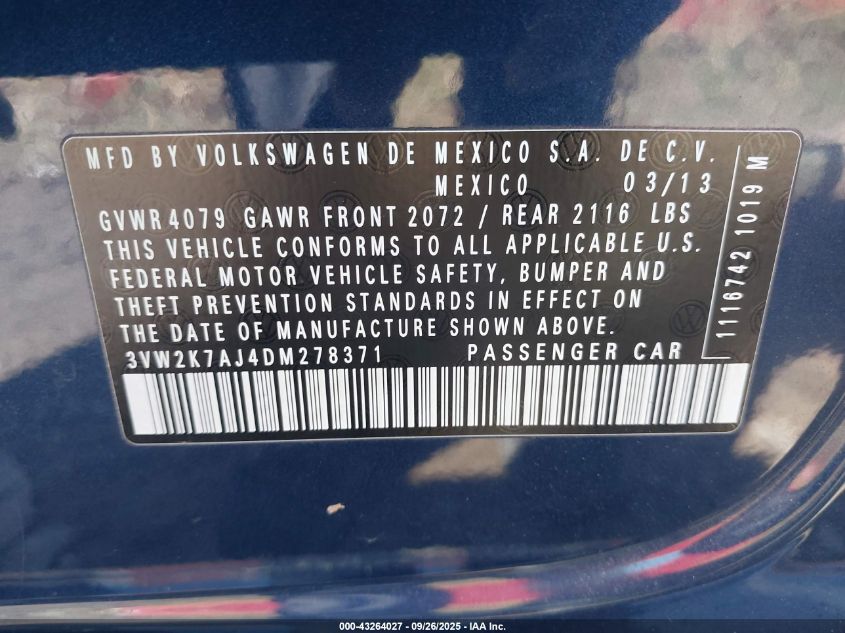 MFD BY VOLKSWAGEN DE MEXICO S.A. DE C.V.
MEXICO 03/13
GVWR 4079 GAWR FRONT 2072 / REAR 2116 LBS
THIS VEHICLE CONFORMS TO ALL APPLICABLE U.S.
FEDERAL MOTOR VEHICLE SAFETY, BUMPER AND
THEFT PREVENTION STANDARDS IN EFFECT ON
THE DATE OF MANUFACTURE SHOWN ABOVE.
3VW2K7AJ4DM278371 PASSENGER CAR
1116742 1019 M
000-43264027 - 09/26/2025 - IAA Inc.